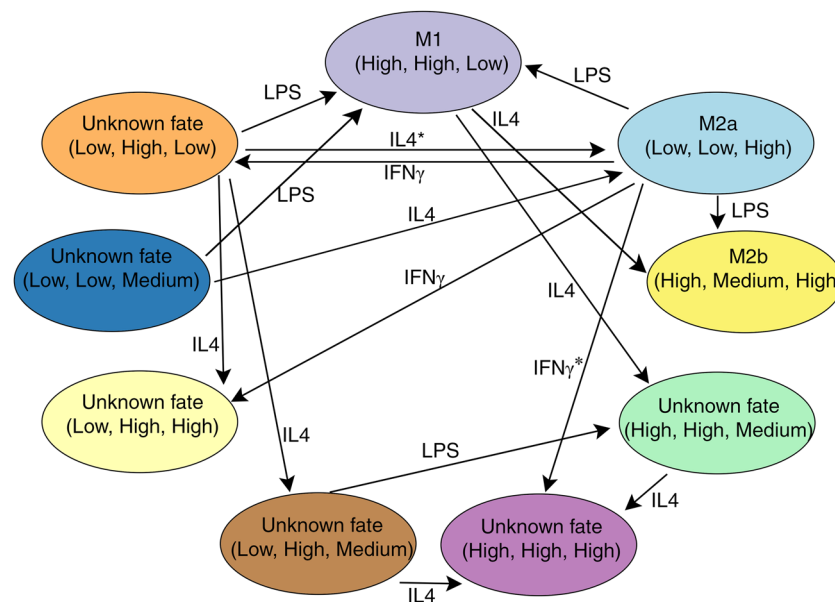 M1
(High, High, Low)
LPS
LPS
Unknown fate
(Low, High, Low)
IL4*
IFNγ
IL4
M2a
(Low, Low, High)
LPS
IL4
LPS
Unknown fate
(Low, Low, Medium)
IFNγ
IL4
M2b
(High, Medium, High)
IL4
IFNγ*
Unknown fate
(Low, High, High)
Unknown fate
(High, High, Medium)
IL4
LPS
IL4
Unknown fate
(Low, High, Medium)
Unknown fate
(High, High, High)
IL4